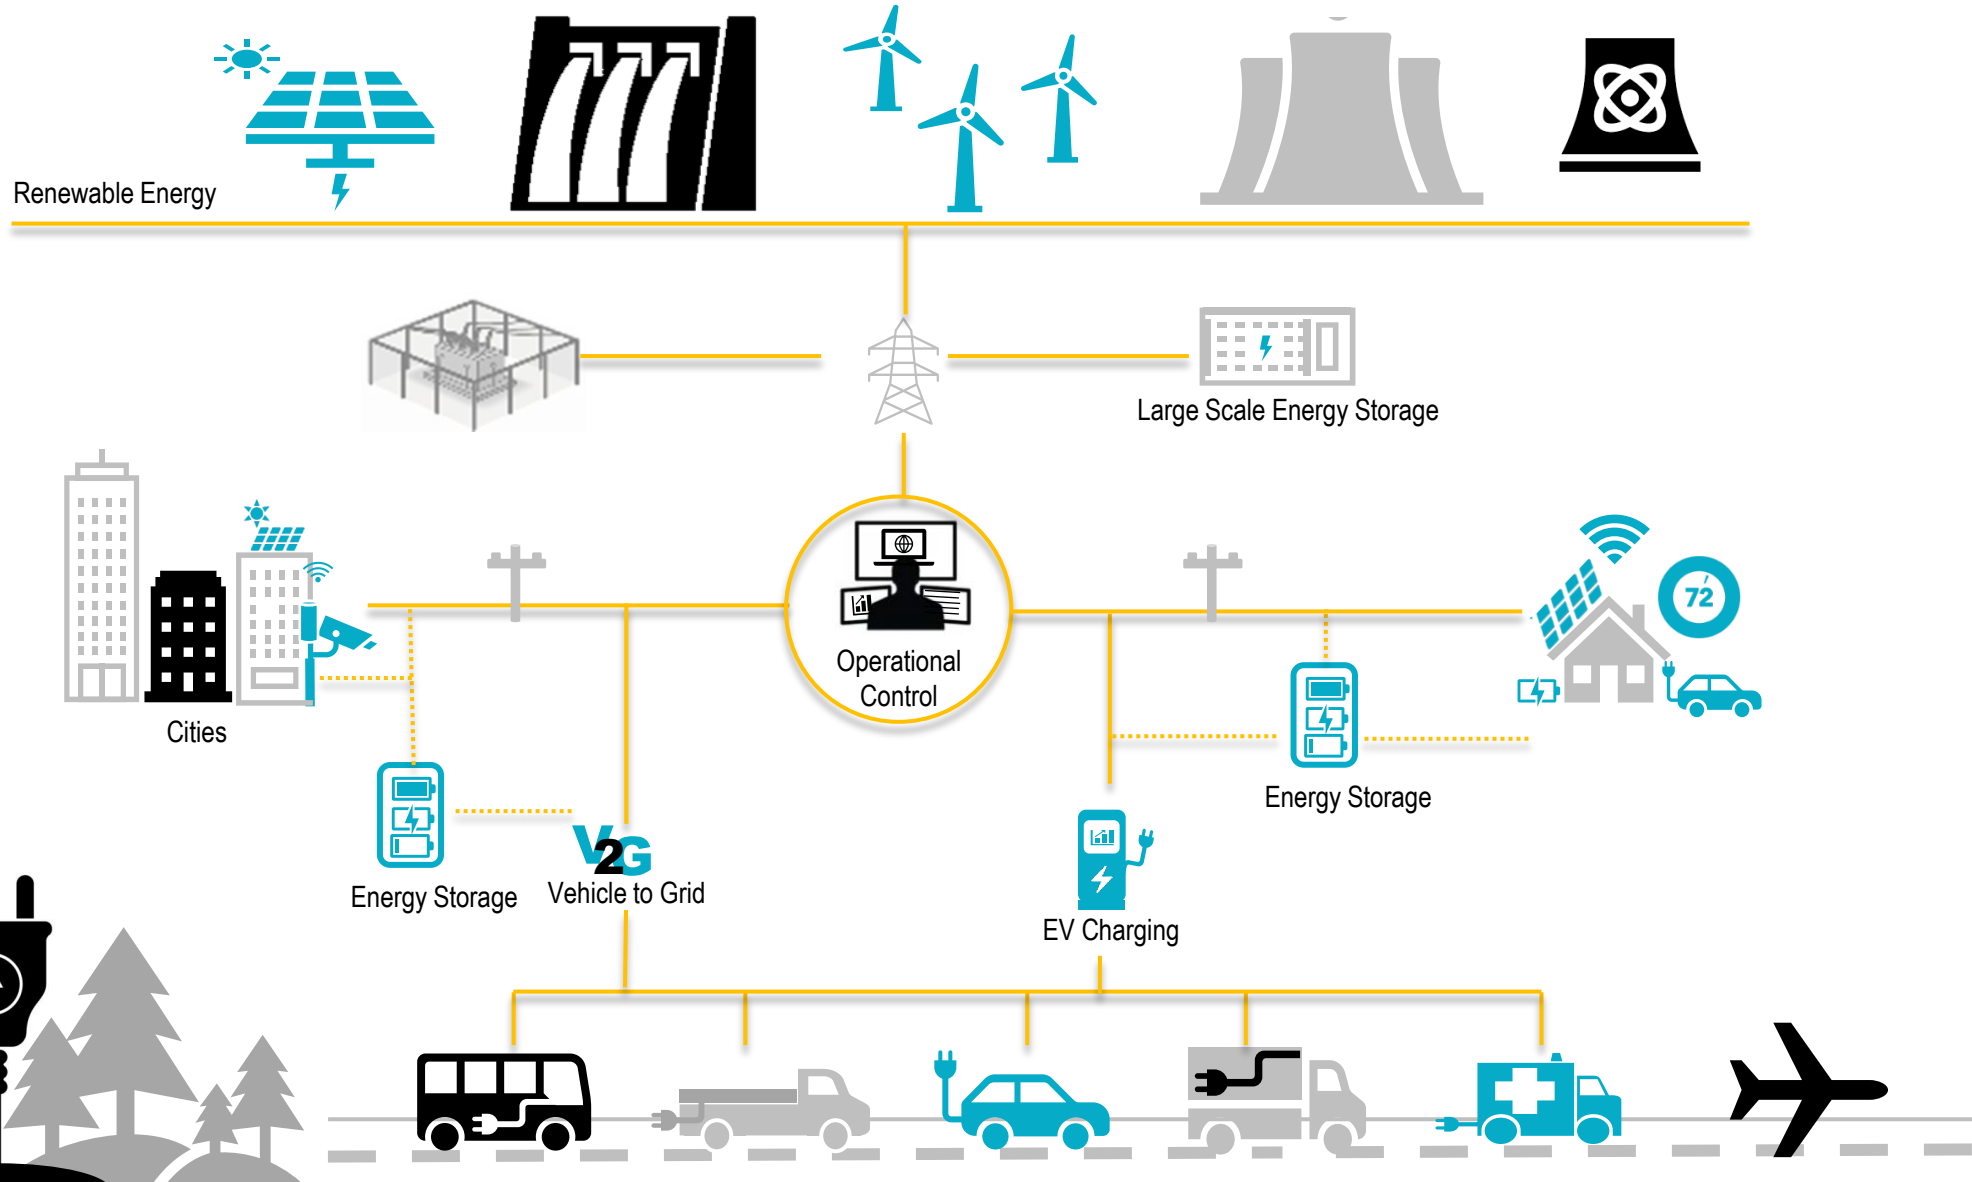 Renewable Energy
Large Scale Energy Storage
72
Operational
Control
Cities
Energy Storage
V2G
Energy Storage
Vehicle to Grid
EV Charging